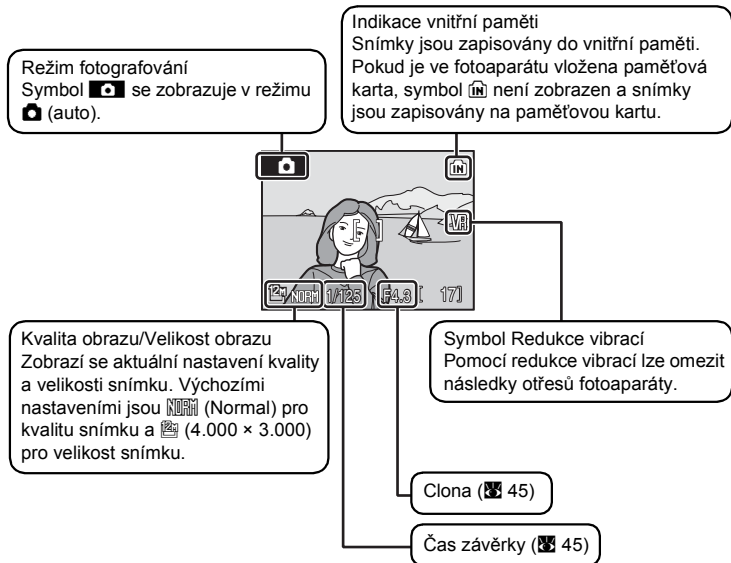 Režim fotografování
Symbol se zobrazuje v režimu
(auto).
Indikace vnitřní paměti
Snímky jsou zapisovány do vnitřní paměti.
Pokud je ve fotoaparátu vložena paměťová
karta, symbol IN není zobrazen a snímky
jsou zapisovány na paměťovou kartu.
IN
VR
12M NORM 1/125 F4.3 [ 17]
Kvalita obrazu/Velikost obrazu
Zobrazí se aktuální nastavení kvality
a velikosti snímku. Výchozími
nastaveními jsou NORM (Normal) pro
kvalitu snímku a 12M (4.000 × 3.000)
pro velikost snímku.
Symbol Redukce vibrací
Pomocí redukce vibrací lze omezit
následky otřesů fotoaparáty.
Clona ( 45)
Čas závěrky ( 45)